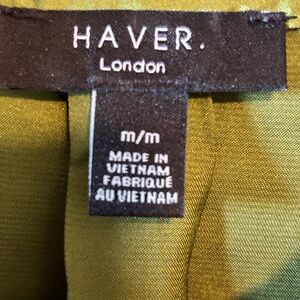 HAVER.
London
m/m
MADE IN
VIETNAM
FABRIQUÉ
AU VIETNAM